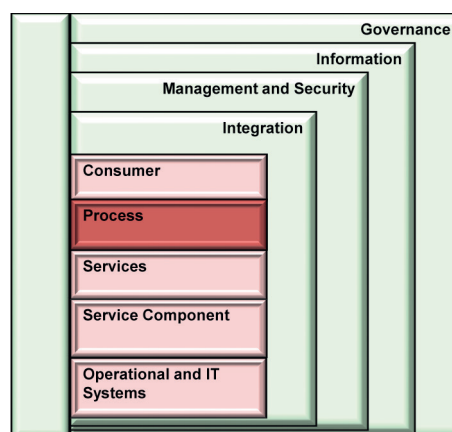 Governance
Information
Management and Security
Integration
Consumer
Process
Services
Service Component
Operational and IT
Systems